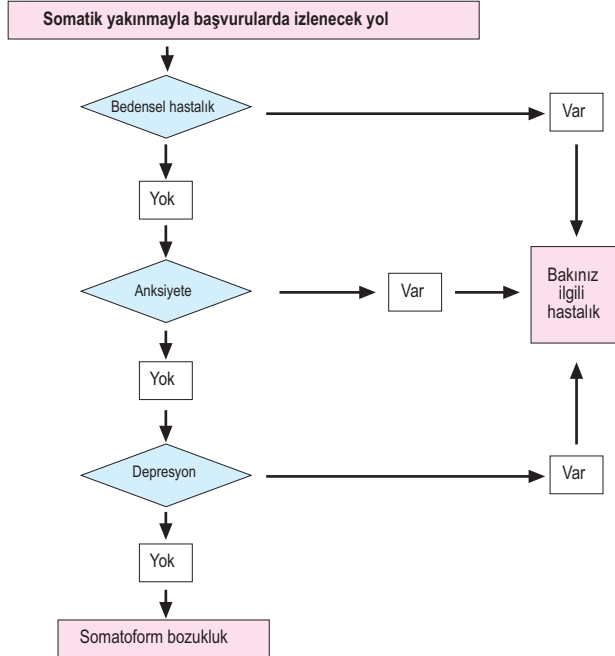 Somatik yakınmayla başvurularda izlenecek yol
Bedensel hastalık
Var
Yok
Anksiyete
Var
Bakınız
ilgili
hastalık
Yok
Depresyon
Var
Yok
Somatoform bozukluk